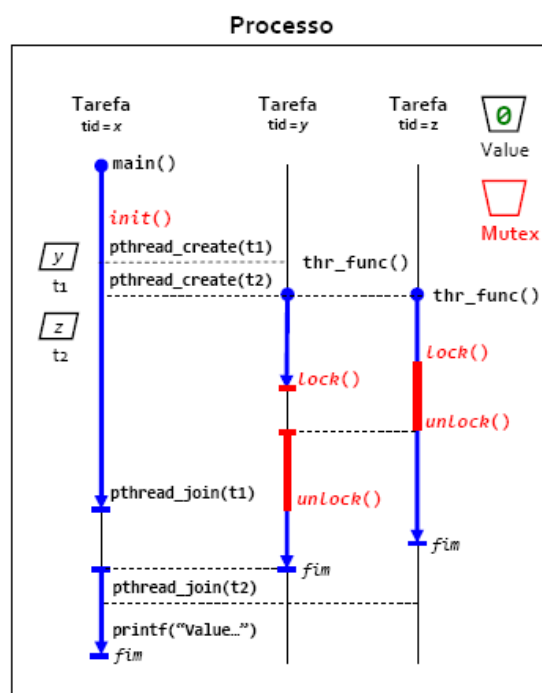 Processo
Tarefa
tid = x
Tarefa
tid = y
Tarefa
tid = z
0
Value
main()
init()
Mutex
pthread_create(t1)
thr_func()
y
t1
pthread_create(t2)
thr_func()
z
t2
lock()
lock()
unlock()
pthread_join(t1)
unlock()
fim
fim
pthread_join(t2)
printf(“Value…”)
fim